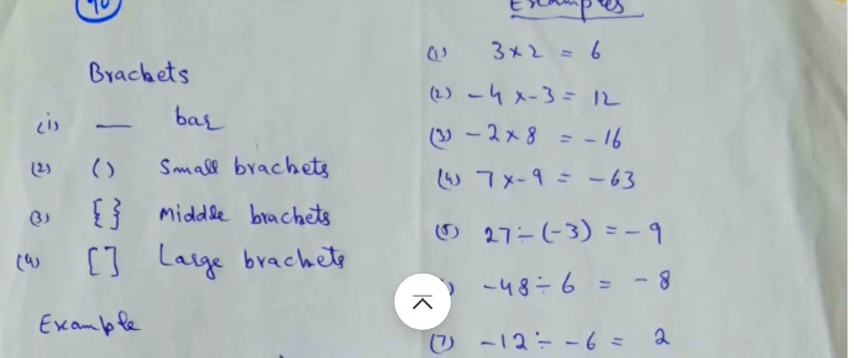 Brackets
(i) — bar
(2) () Small brackets
(3) {} Middle brackets
(4) [] Large brackets
Example
Examples
(1) 3 × 2 = 6
(2) - 4 × - 3 = 12
(3) - 2 × 8 = - 16
(4) 7 × - 9 = - 63
(5) 27 ÷ (-3) = - 9
) - 48 ÷ 6 = - 8
(7) - 12 ÷ - 6 = 2